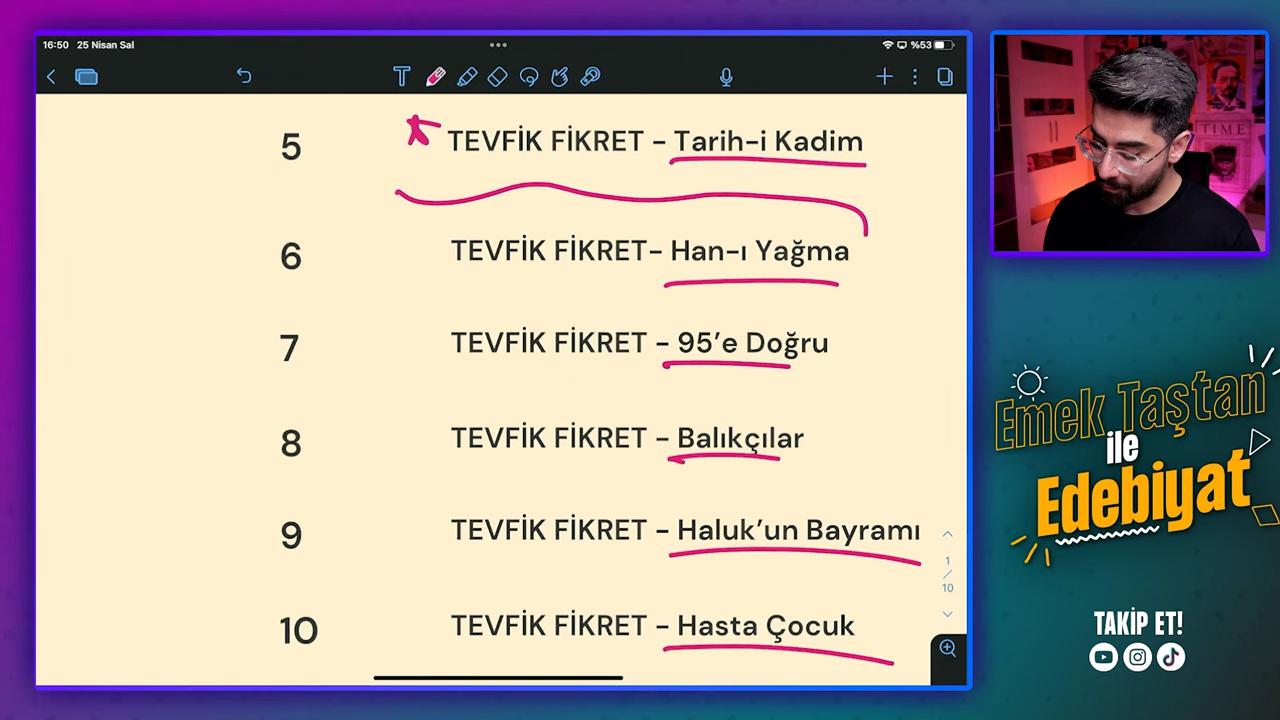 16:50 25 Nisan Sal
%53
T
5 TEVFİK FİKRET - Tarih-i Kadim
6 TEVFİK FİKRET- Han-ı Yağma
7 TEVFİK FİKRET - 95'e Doğru
8 TEVFİK FİKRET - Balıkçılar
9 TEVFİK FİKRET - Haluk'un Bayramı
10 TEVFİK FİKRET - Hasta Çocuk
1
/
10
TIME
Emek Taştan
ile
Edebiyat
TAKİP ET!